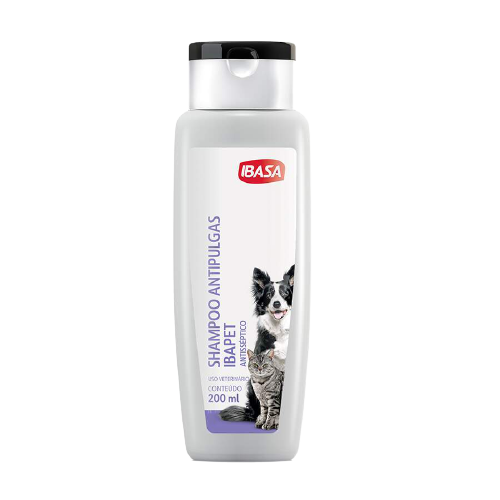 IBASA
SHAMPOO ANTIPULGAS
IBAPET
ANTISSÉPTICO
USO VETERINÁRIO
CONTEÚDO
200 ml